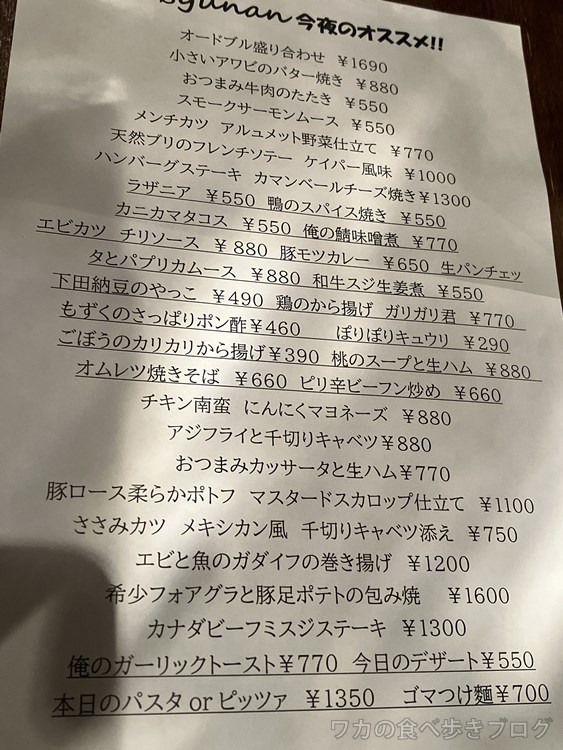 今夜のオススメ!!
オードブル盛り合わせ ￥1690
小さいアワビのバター焼き ￥880
おつまみ牛肉のたたき ￥550
スモークサーモンムース ￥550
メンチカツ アルュメット野菜仕立て ￥770
天然ブリのフレンチソテー ケイパー風味 ￥1000
ハンバーグステーキ カマンベールチーズ焼き￥1300
ラザニア ￥550 鴨のスパイス焼き ￥550
カニカマタコス ￥550 俺の鯖味噌煮 ￥770
エビカツ チリソース ￥880 豚モツカレー ￥650 生パンチェッ
タとパプリカムース ￥880 和牛スジ生姜煮 ￥550
下田納豆のやっこ ￥490 鶏のから揚げ ガリガリ君 ￥770
もずくのさっぱりポン酢￥460 ぽりぽりキュウリ ￥290
ごぼうのカリカリから揚げ￥390 桃のスープと生ハム ￥880
オムレツ焼きそば ￥660 ピリ辛ビーフン炒め ￥660
チキン南蛮 にんにくマヨネーズ ￥880
アジフライと千切りキャベツ￥880
おつまみカッサータと生ハム￥770
豚ロース柔らかポトフ マスタードスカロップ仕立て ￥1100
ささみカツ メキシカン風 千切りキャベツ添え ￥750
エビと魚のガダイフの巻き揚げ ￥1200
希少フォアグラと豚足ポテトの包み焼 ￥1600
カナダビーフミスジステーキ ￥1300
俺のガーリックトースト￥770 今日のデザート￥550
本日のパスタ or ピッツァ ￥1350 ゴマつけ麺￥700
ワカの食べ歩きブログ